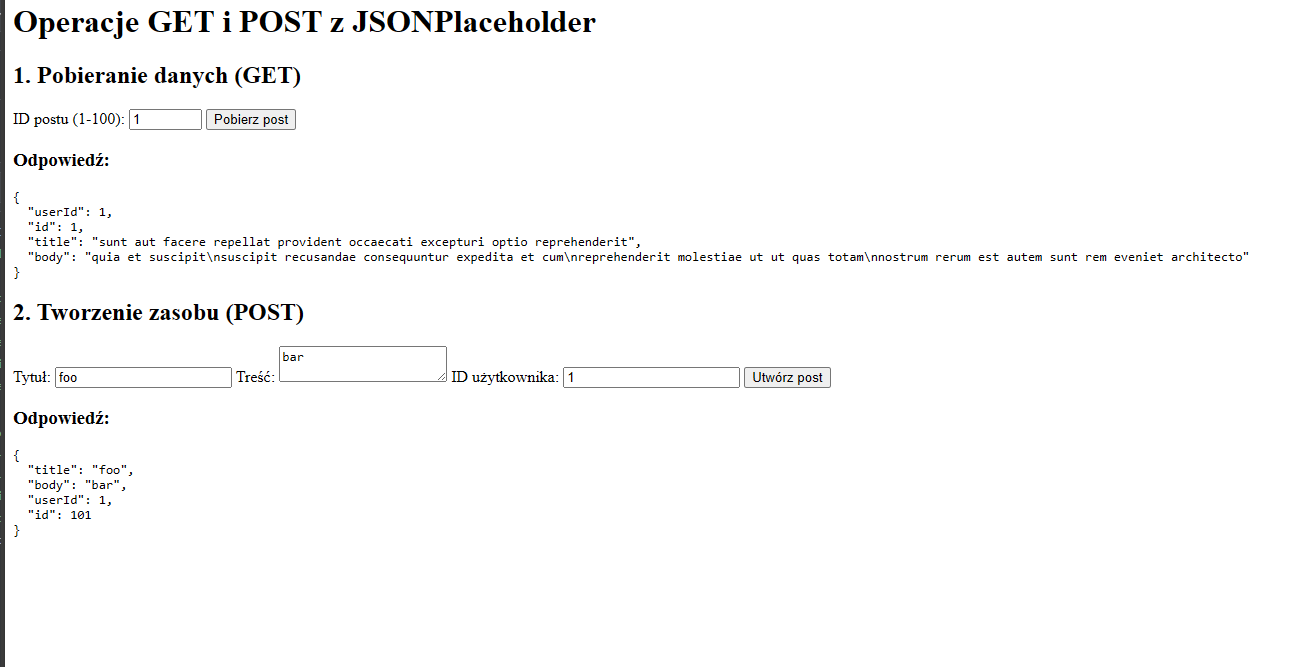 Operacje GET i POST z JSONPlaceholder
1. Pobieranie danych (GET)
ID postu (1-100): 1 Pobierz post
Odpowiedź:
{
  "userId": 1,
  "id": 1,
  "title": "sunt aut facere repellat provident occaecati excepturi optio reprehenderit",
  "body": "quia et suscipit\nsuscipit recusandae consequuntur expedita et cum\nreprehenderit molestiae ut ut quas totam\nnostrum rerum est autem sunt rem eveniet architecto"
}
2. Tworzenie zasobu (POST)
Tytuł: foo Treść: bar ID użytkownika: 1 Utwórz post
Odpowiedź:
{
  "title": "foo",
  "body": "bar",
  "userId": 1,
  "id": 101
}